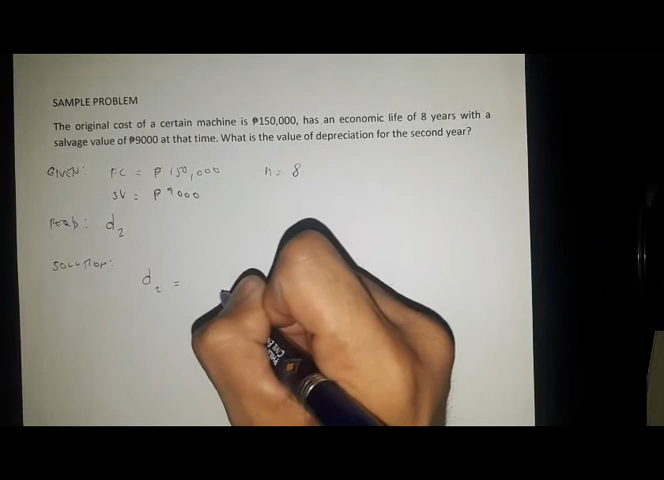 SAMPLE PROBLEM
The original cost of a certain machine is ₱150,000, has an economic life of 8 years with a
salvage value of ₱9000 at that time. What is the value of depreciation for the second year?
GIVEN: FC = ₱ 150,000 n = 8
SV = ₱ 9000
REQ'D: d₂
SOLUTION:
d₂ =